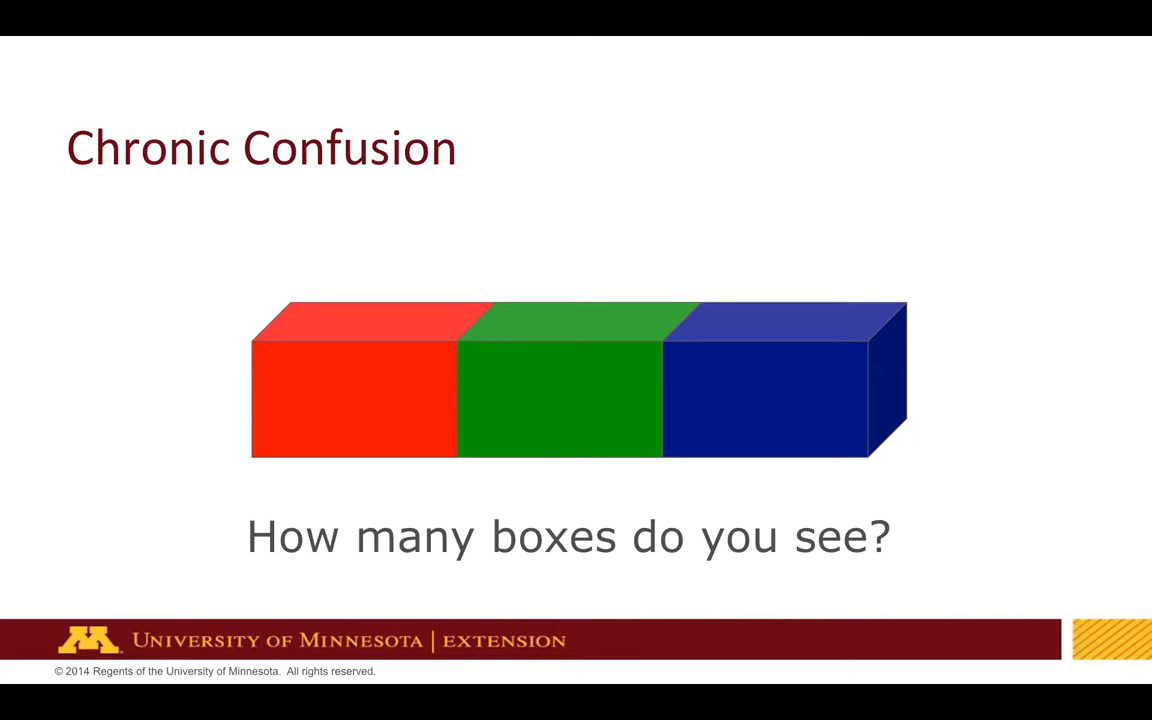 Chronic Confusion
How many boxes do you see?
UNIVERSITY OF MINNESOTA | EXTENSION
© 2014 Regents of the University of Minnesota. All rights reserved.